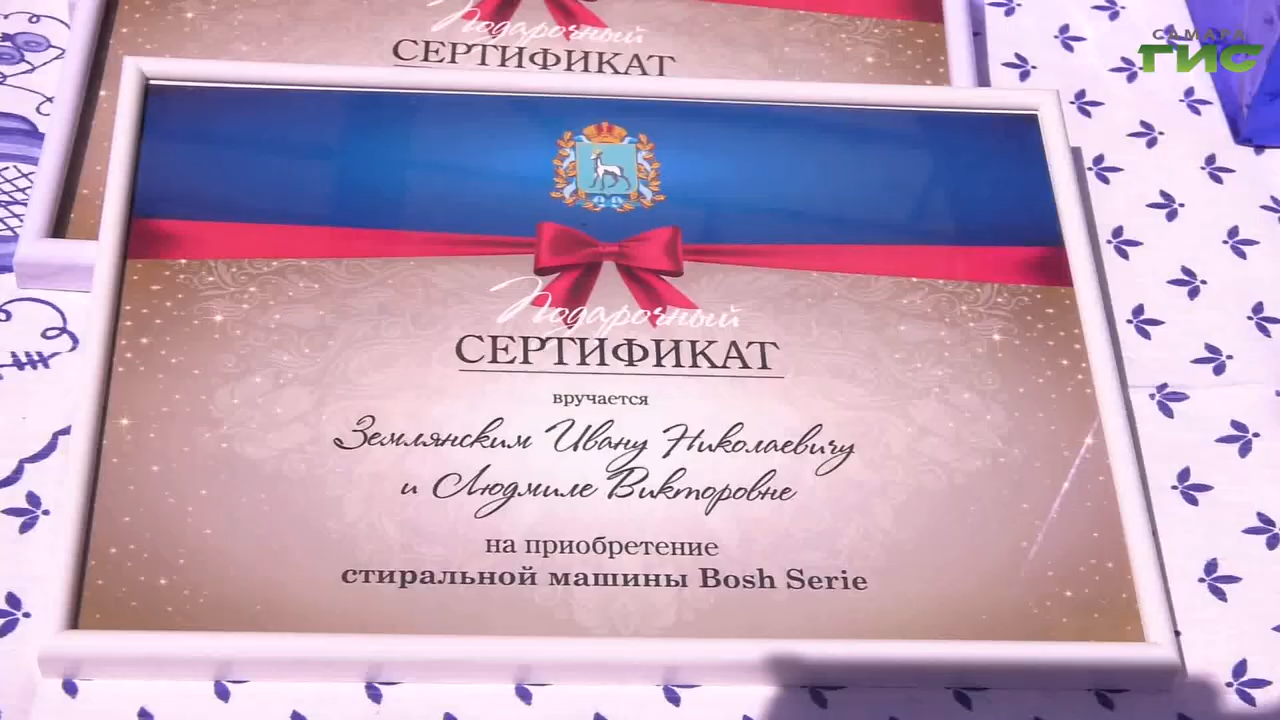 Подарочный
СЕРТИФИКАТ
САМАРА
ГИС
Подарочный
СЕРТИФИКАТ
вручается
Землянским Ивану Николаевичу
и Людмиле Викторовне
на приобретение
стиральной машины Bosh Serie